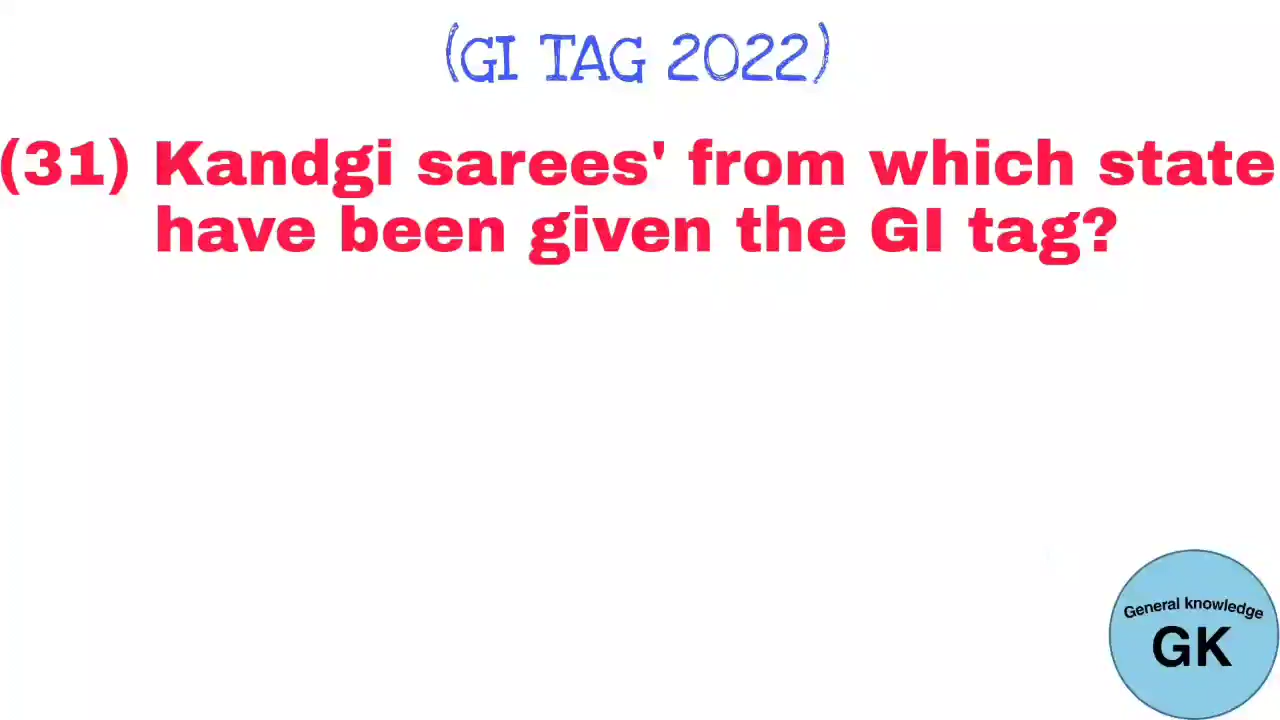 (GI TAG 2022)
(31) Kandgi sarees' from which state
have been given the GI tag?
General knowledge
GK